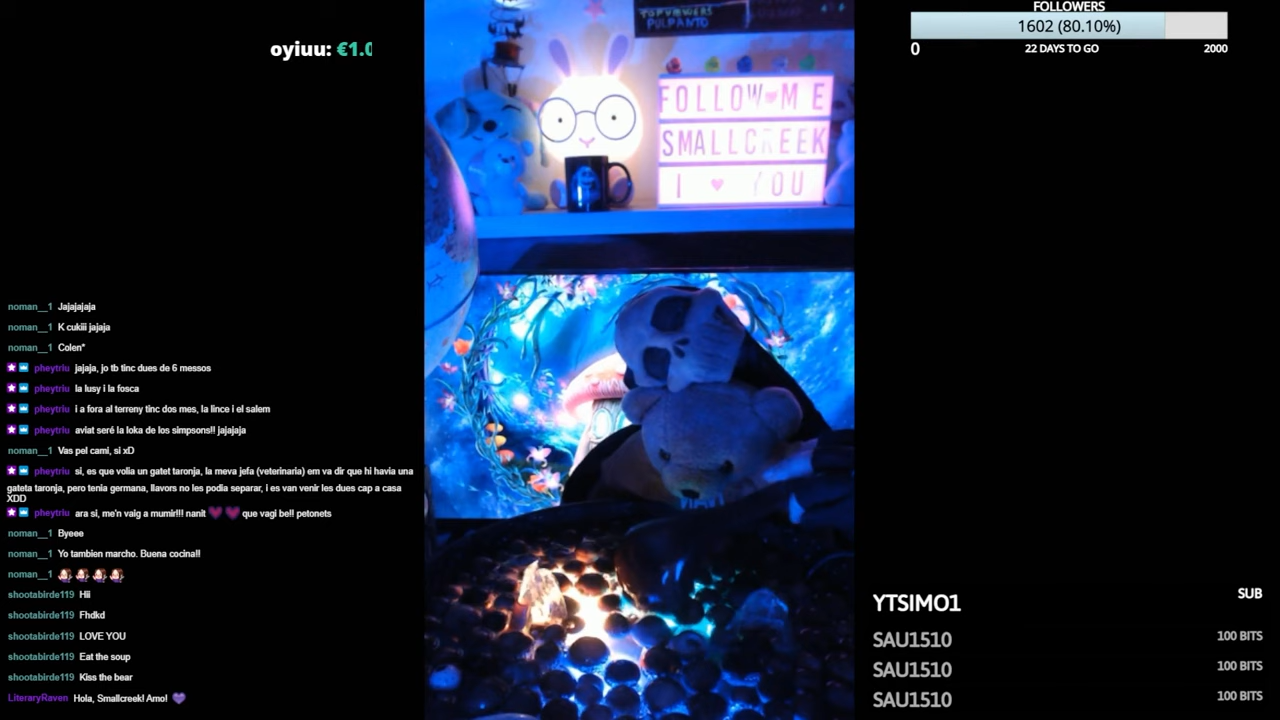 oyiuu: €1.0
TOPVIEWERS
PULPANTO
FOLLOW ME
SMALLCREEK
I YOU
FOLLOWERS
1602 (80.10%)
0 22 DAYS TO GO 2000
noman__1 Jajajajaja
noman__1 K cukiii jajaja
noman__1 Colen*
pheytriu jajaja, jo tb tinc dues de 6 messos
pheytriu la lusy i la fosca
pheytriu i a fora al terreny tinc dos mes, la lince i el salem
pheytriu aviat seré la loka de los simpsons!! jajajaja
noman__1 Vas pel cami, si xD
pheytriu si, es que volia un gatet taronja, la meva jefa (veterinaria) em va dir que hi havia una
gateta taronja, pero tenia germana, llavors no les podia separar, i es van venir les dues cap a casa
XDD
pheytriu ara si, me'n vaig a mumir!!! nanit 💜 💜 que vagi be!! petonets
noman__1 Byeee
noman__1 Yo tambien marcho. Buena cocina!!
noman__1
shootabirde119 Hii
shootabirde119 Fhdkd
shootabirde119 LOVE YOU
shootabirde119 Eat the soup
shootabirde119 Kiss the bear
LiteraryRaven Hola, Smallcreek! Amo! 💜
YTSIMO1 SUB
SAU1510 100 BITS
SAU1510 100 BITS
SAU1510 100 BITS